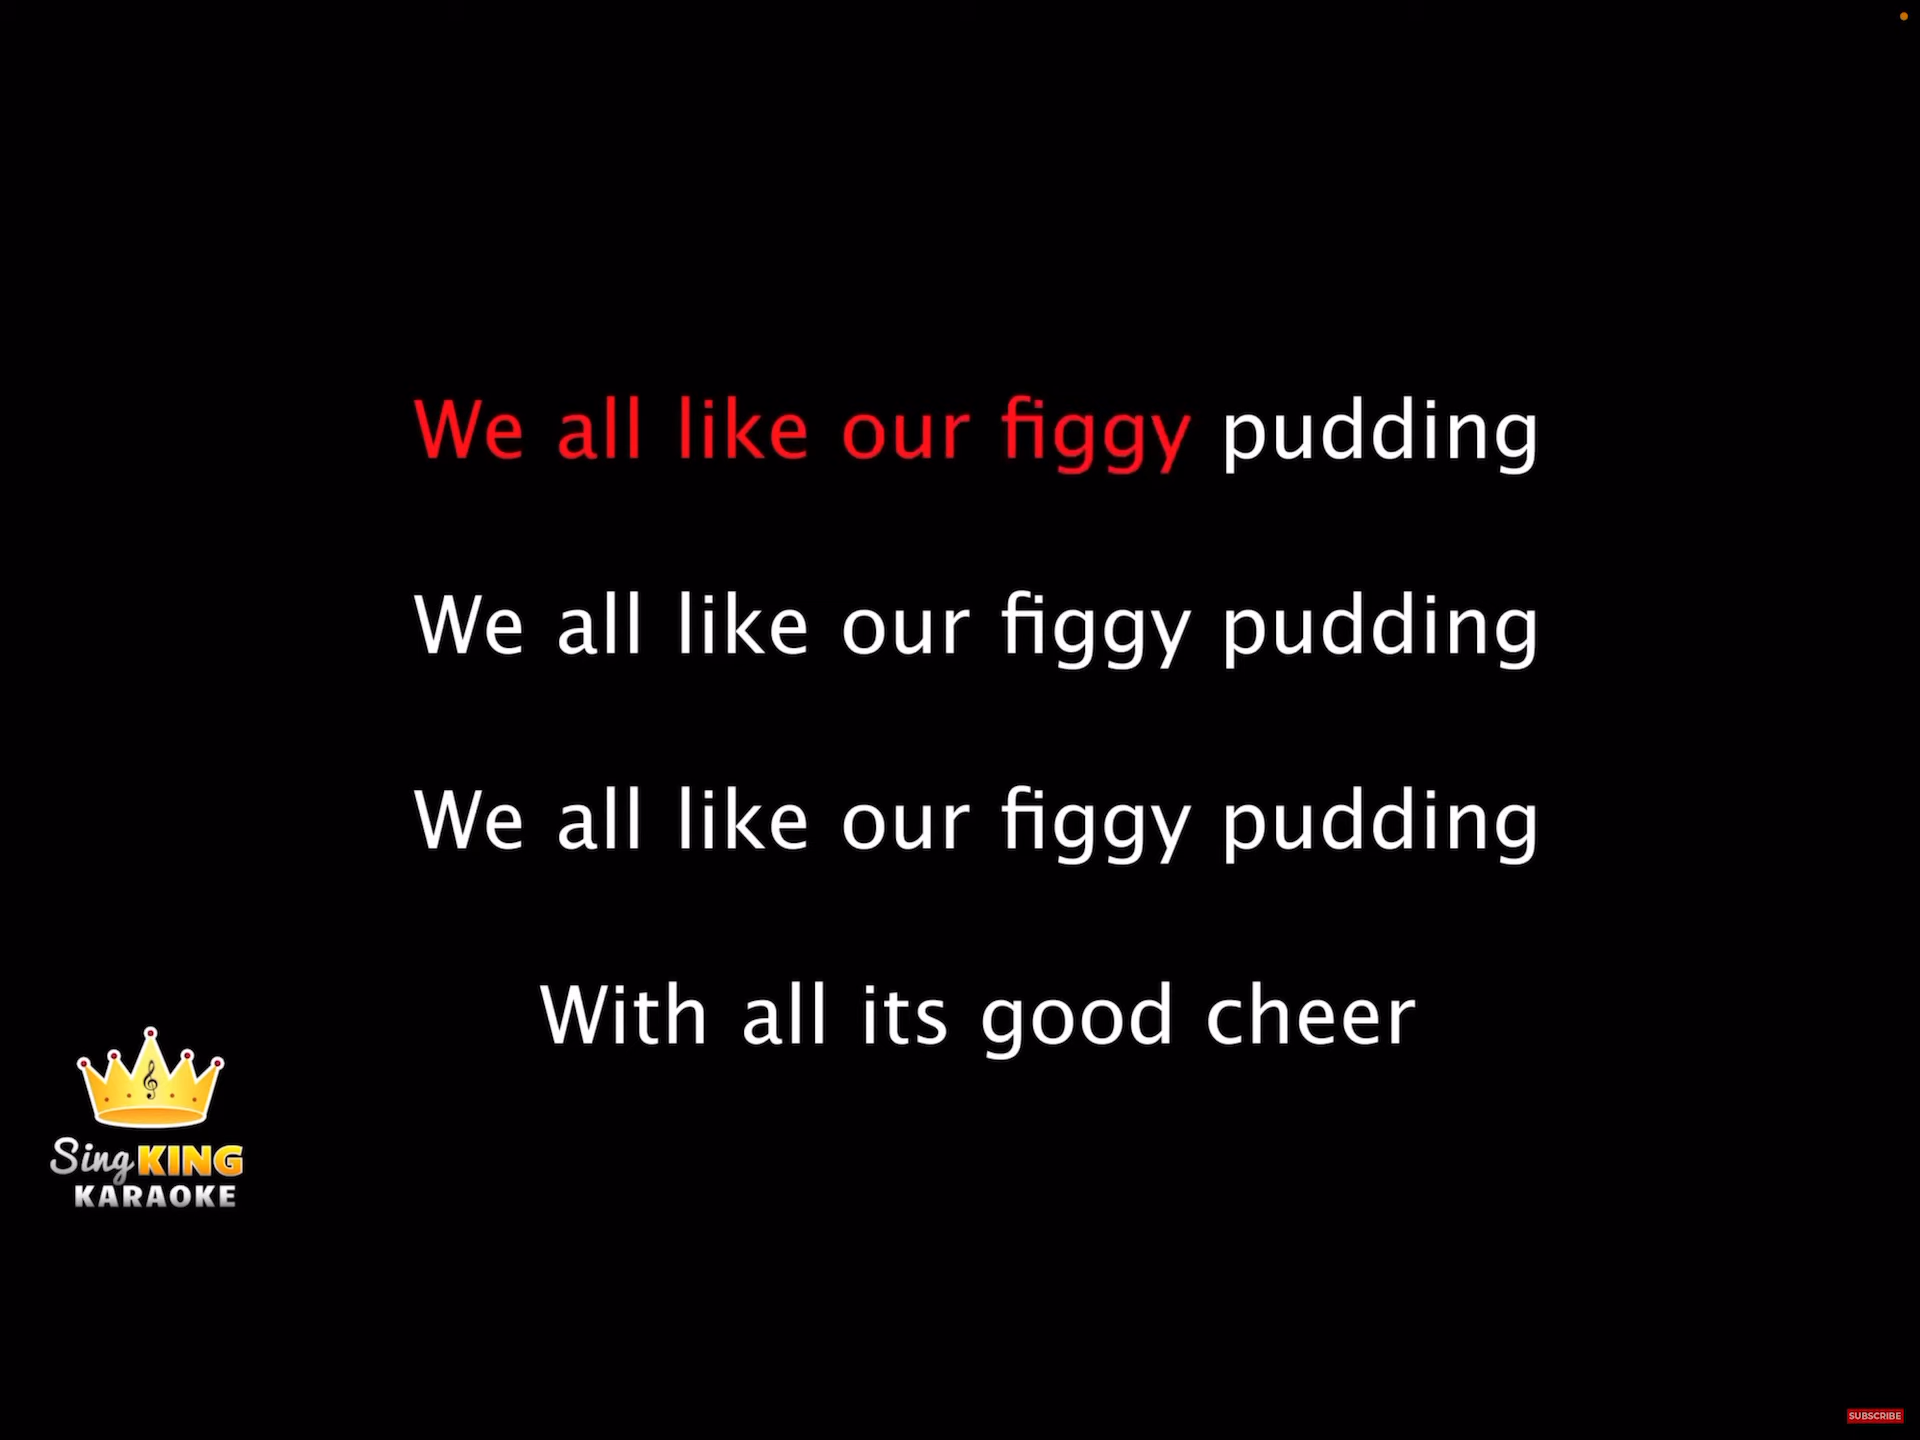 We all like our figgy pudding
We all like our figgy pudding
We all like our figgy pudding
With all its good cheer
Sing KING
KARAOKE
SUBSCRIBE